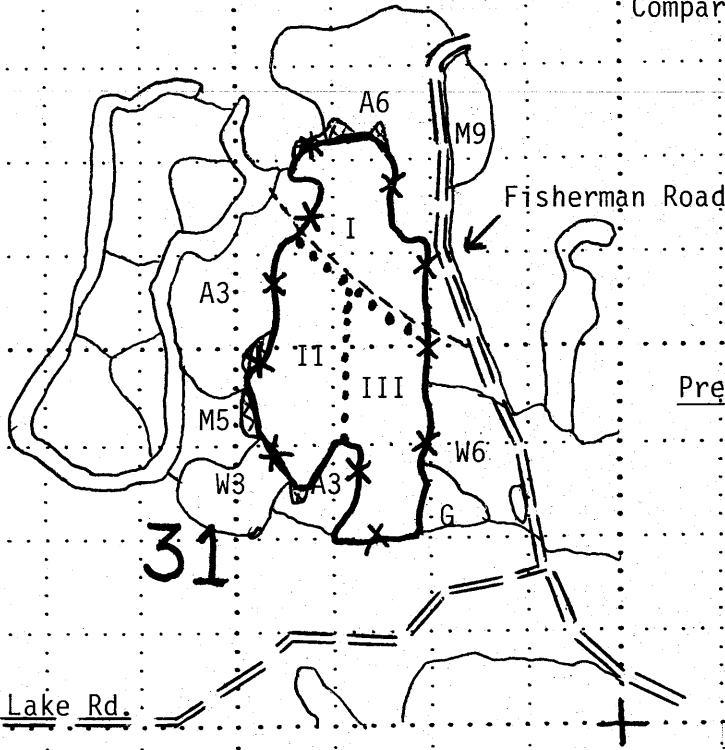 Compar
A6
M9
Fisherman Road
I
A3
II
III
Pre
M5
W6
W3
A3
G
31
Lake Rd.